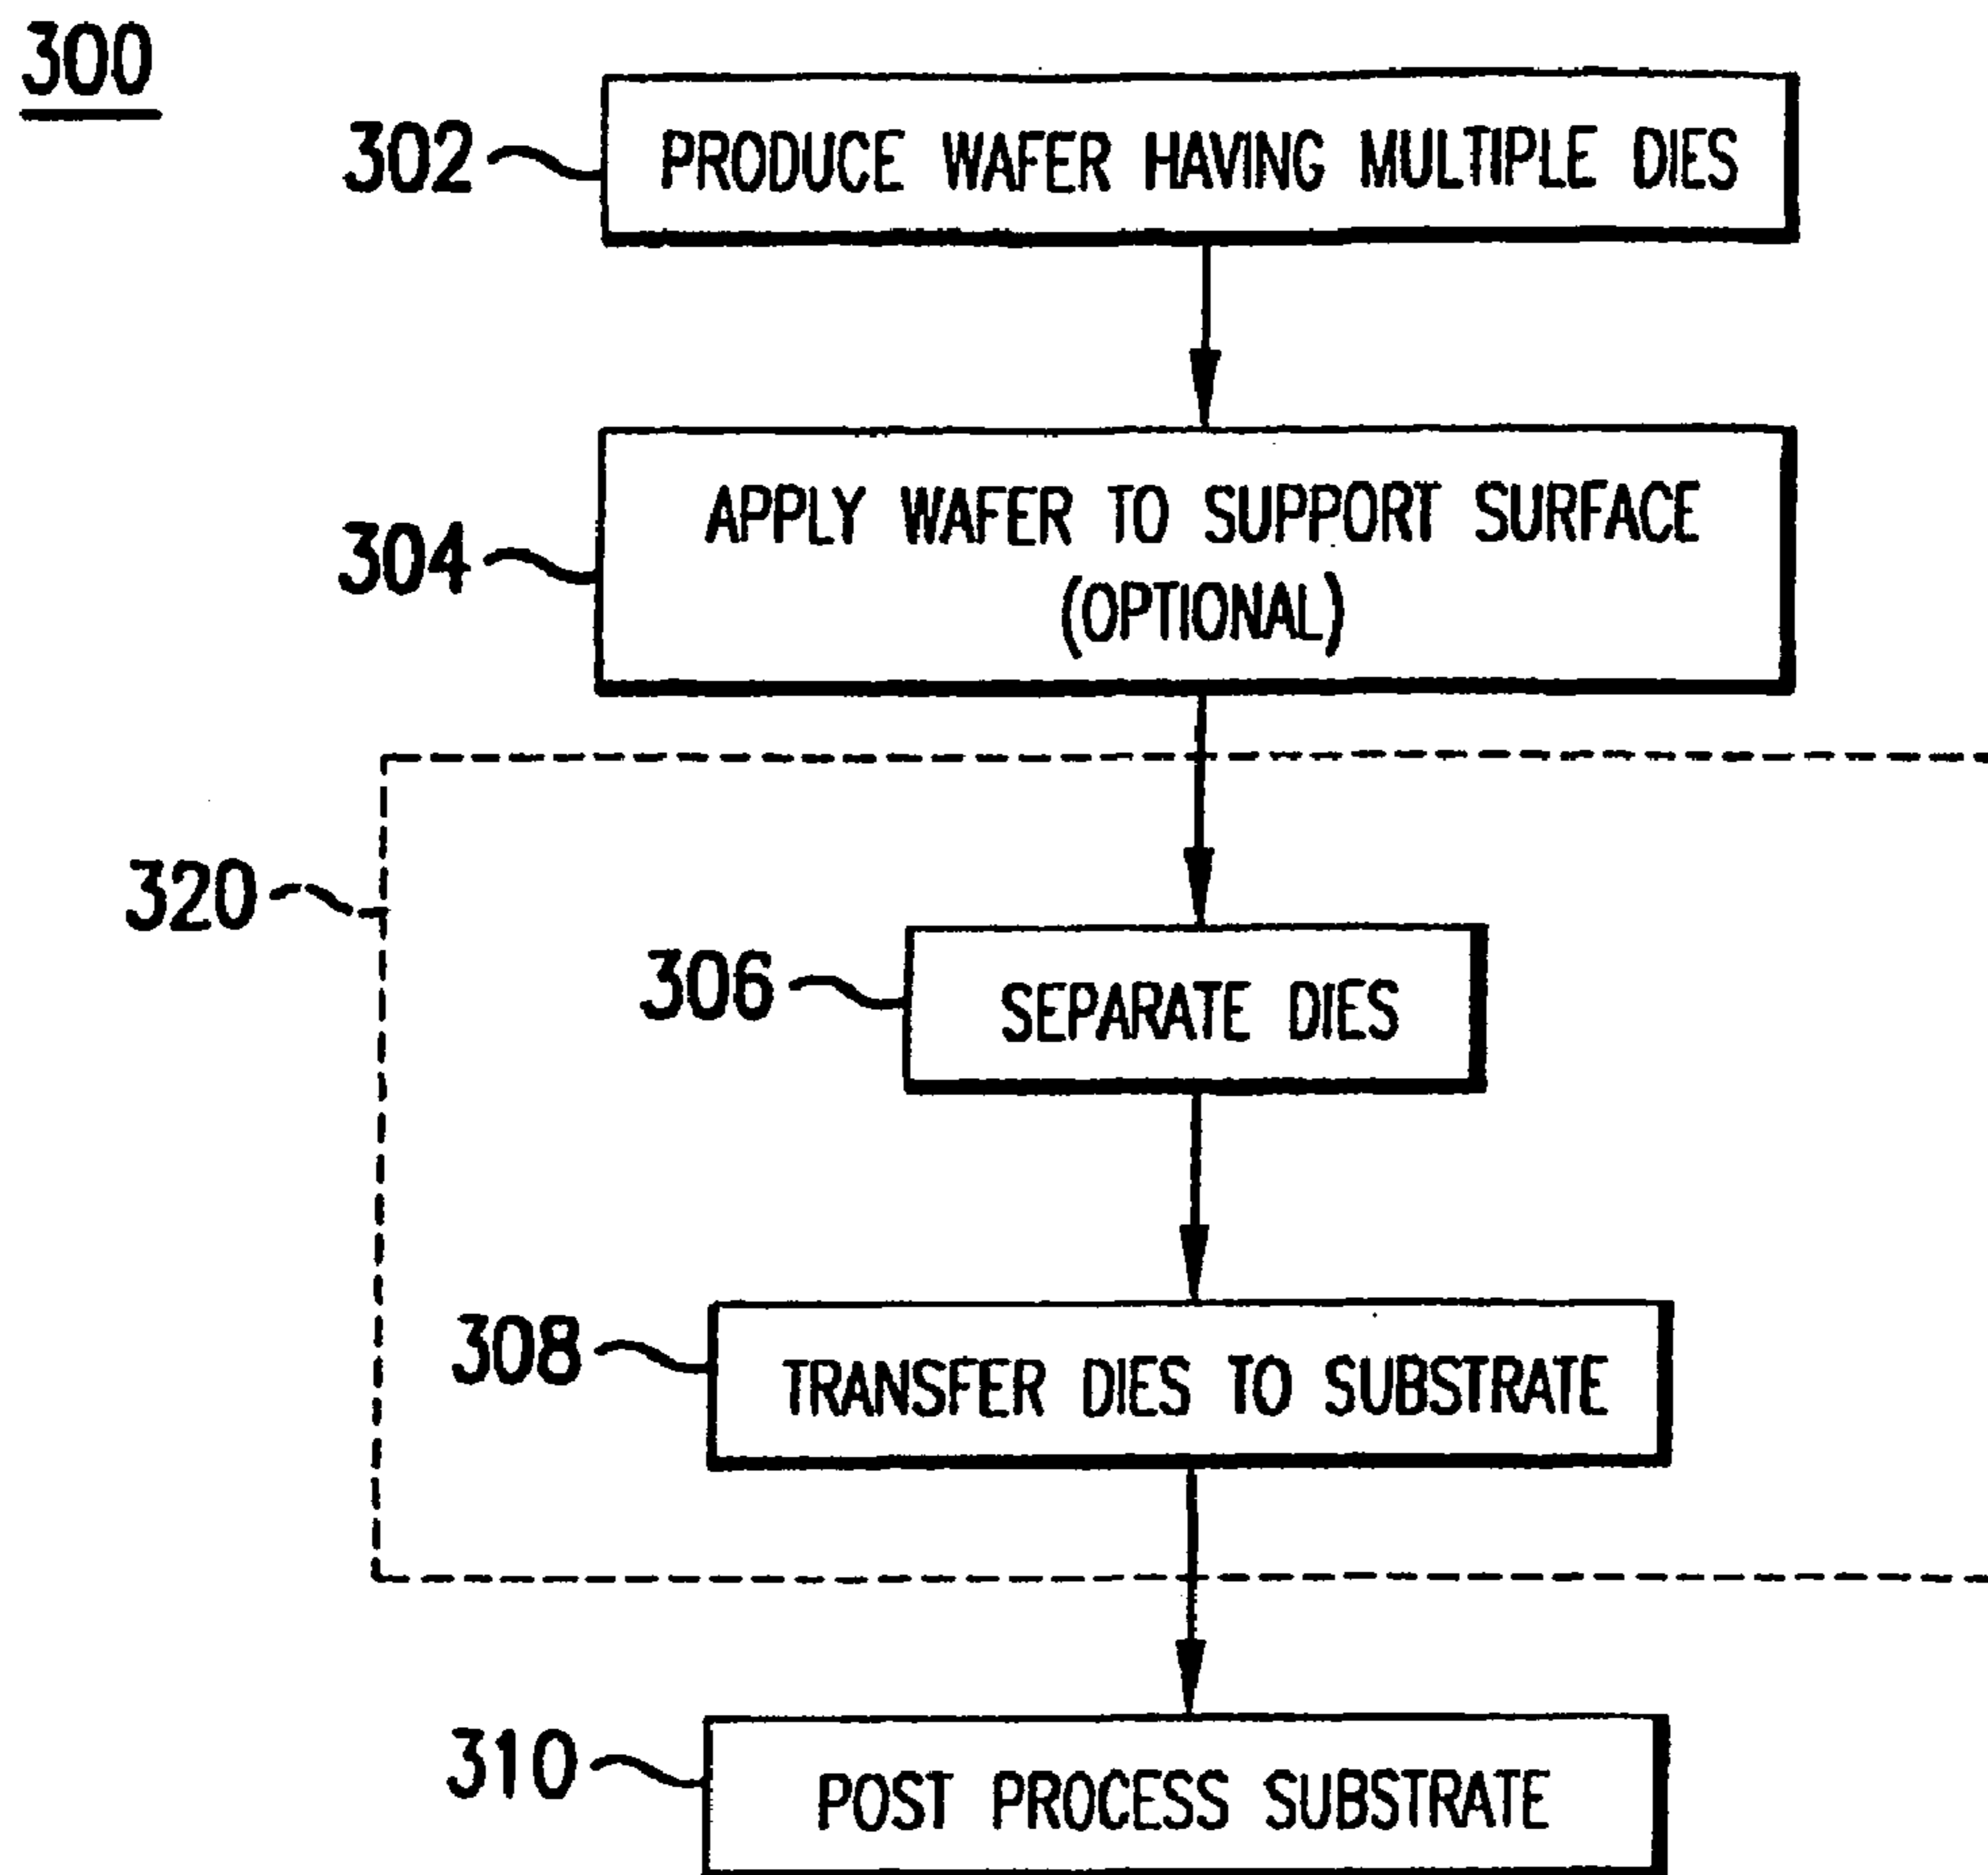 300
302
PRODUCE WAFER HAVING MULTIPLE DIES
304
APPLY WAFER TO SUPPORT SURFACE
(OPTIONAL)
320
306
SEPARATE DIES
308
TRANSFER DIES TO SUBSTRATE
310
POST PROCESS SUBSTRATE